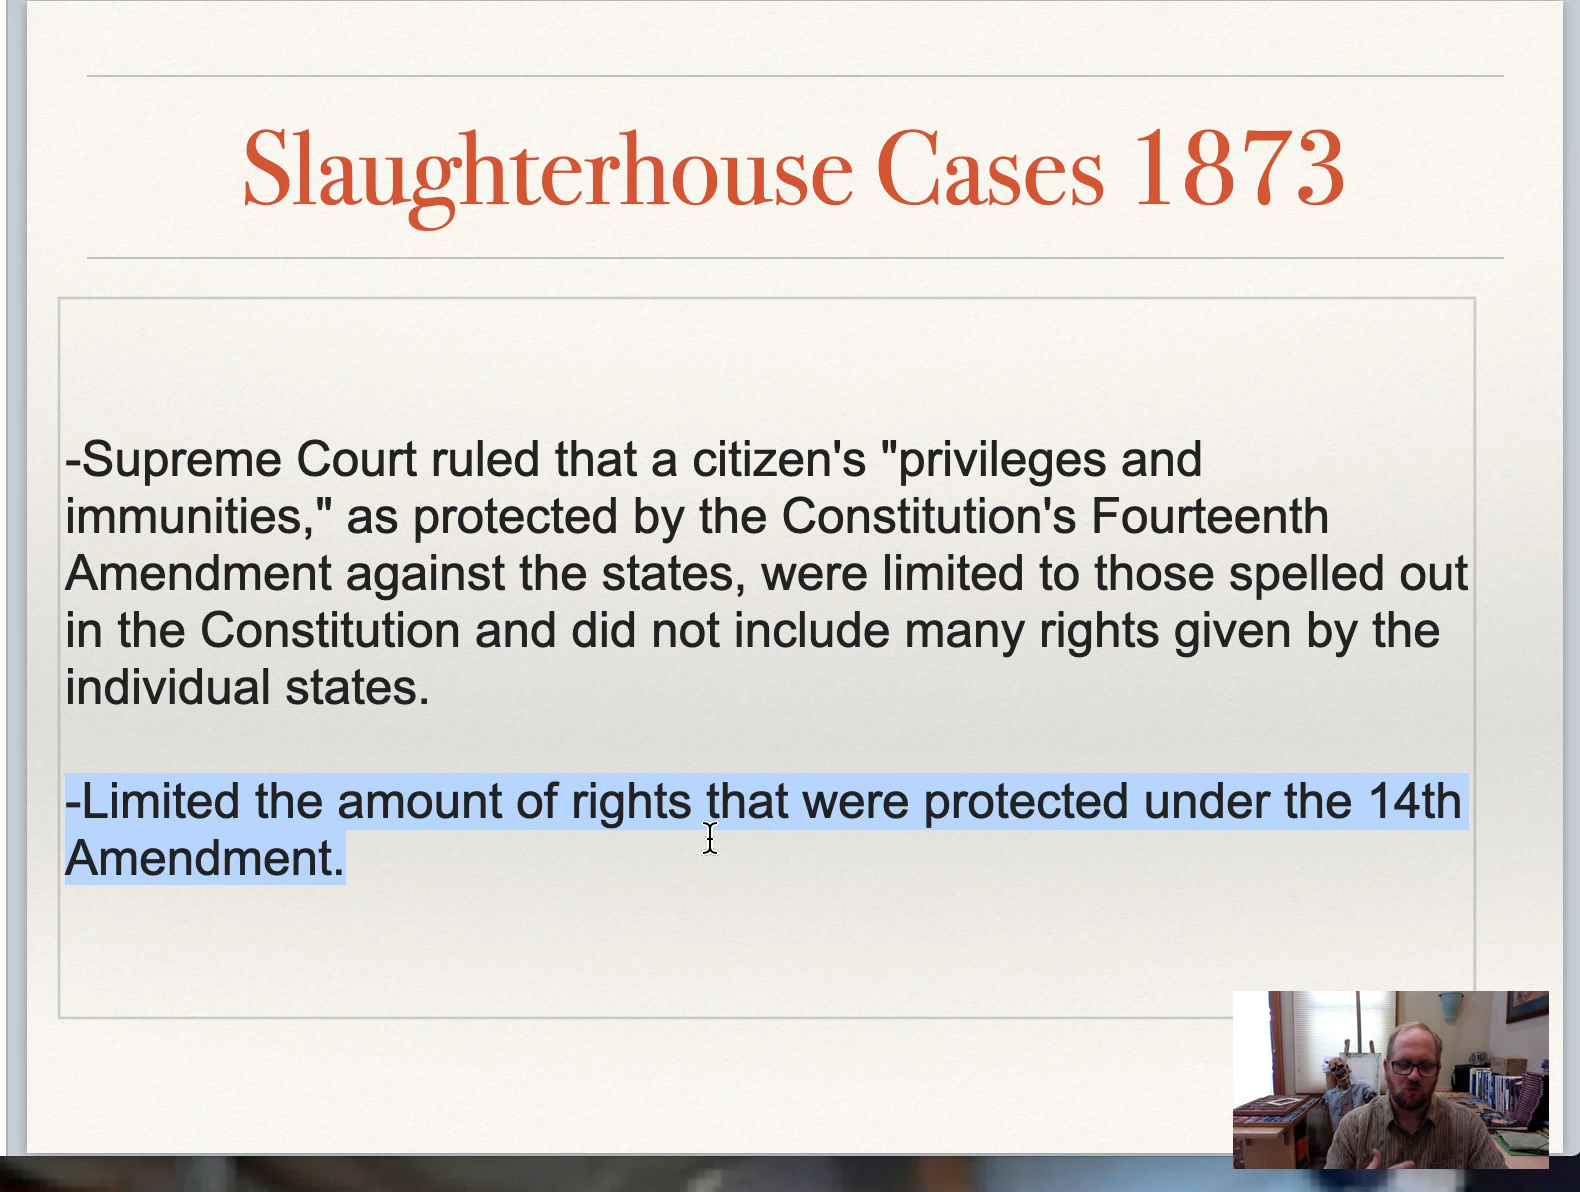 Slaughterhouse Cases 1873
-Supreme Court ruled that a citizen's "privileges and
immunities," as protected by the Constitution's Fourteenth
Amendment against the states, were limited to those spelled out
in the Constitution and did not include many rights given by the
individual states.
-Limited the amount of rights that were protected under the 14th
Amendment.